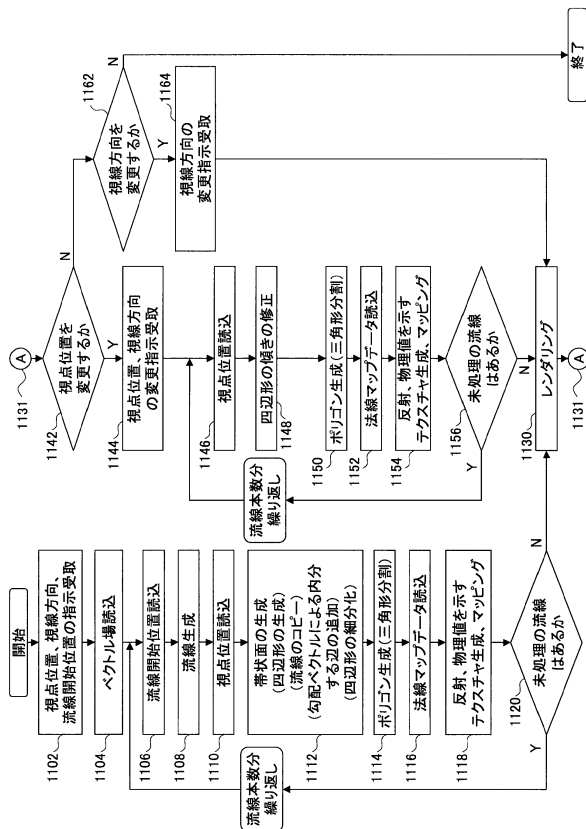 開始
1102
視点位置、視線方向、
流線開始位置の指示受取
1104
ベクトル場読込
1106
流線開始位置読込
1108
流線生成
1110
視点位置読込
1112
帯状面の生成
(四辺形の生成)
(流線のコピー)
(勾配ベクトルによる内分
する辺の追加)
(四辺形の細分化)
1114
ポリゴン生成(三角形分割)
1116
法線マップデータ読込
1118
反射、物理値を示す
テクスチャ生成、マッピング
1120
未処理の流線
はあるか
Y
N
流線本数分
繰り返し
1131
A
1142
視点位置を
変更するか
N
Y
1144
視点位置、視線方向
の変更指示受取
1146
視点位置読込
四辺形の傾きの修正
1148
1150
ポリゴン生成(三角形分割)
1152
法線マップデータ読込
1154
反射、物理値を示す
テクスチャ生成、マッピング
1156
未処理の流線
はあるか
Y
N
流線本数分
繰り返し
1130
レンダリング
1131
A
1162
視線方向を
変更するか
N
Y
1164
視線方向の
変更指示受取
終了